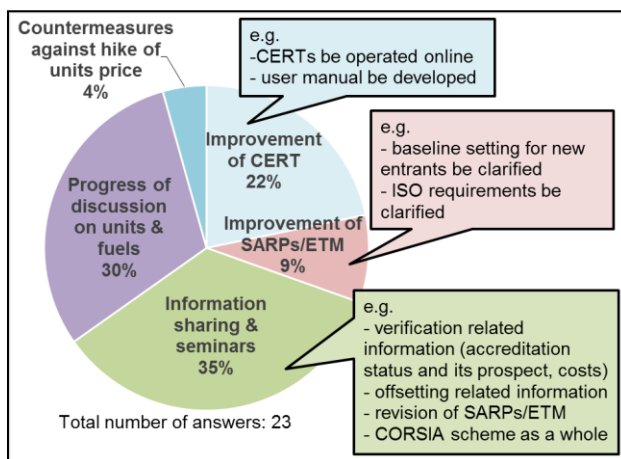 Countermeasures
against hike of
units price
4%
Improvement
of CERT
22%
Improvement of
SARPs/ETM
9%
Information
sharing &
seminars
35%
Progress of
discussion
on units &
fuels
30%
e.g.
-CERTs be operated online
- user manual be developed
e.g.
- baseline setting for new
entrants be clarified
- ISO requirements be
clarified
e.g.
- verification related
information (accreditation
status and its prospect, costs)
- offsetting related information
- revision of SARPs/ETM
- CORSIA scheme as a whole
Total number of answers: 23